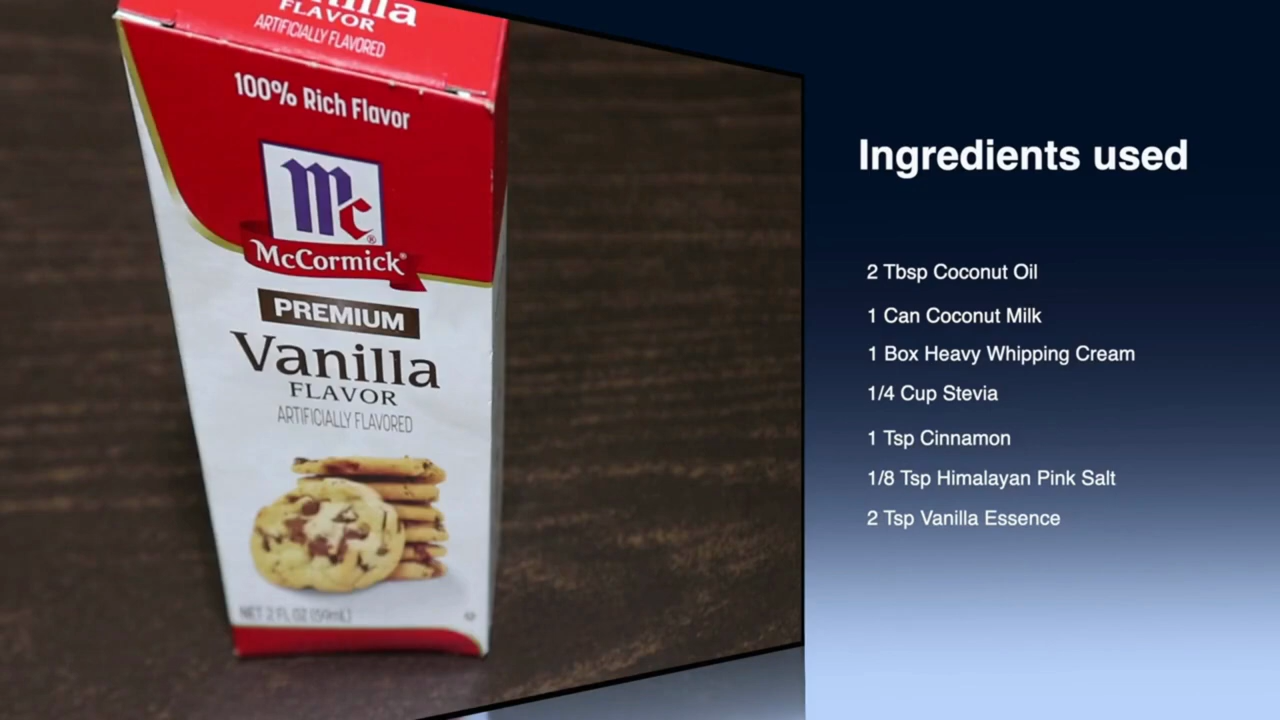 Vanilla
FLAVOR
ARTIFICIALLY FLAVORED
100% Rich Flavor
Mc
McCormick®
PREMIUM
Vanilla
FLAVOR
ARTIFICIALLY FLAVORED
NET 2 FL OZ (59mL)
Ingredients used
2 Tbsp Coconut Oil
1 Can Coconut Milk
1 Box Heavy Whipping Cream
1/4 Cup Stevia
1 Tsp Cinnamon
1/8 Tsp Himalayan Pink Salt
2 Tsp Vanilla Essence